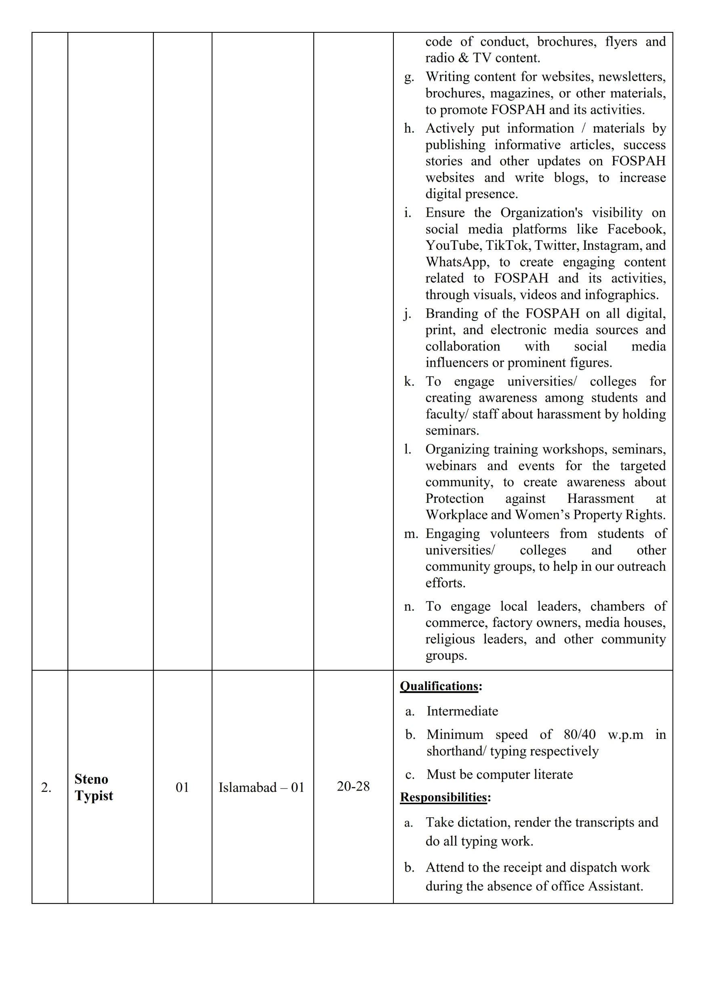 code of conduct, brochures, flyers and
radio & TV content.
g. Writing content for websites, newsletters,
brochures, magazines, or other materials,
to promote FOSPAH and its activities.
h. Actively put information / materials by
publishing informative articles, success
stories and other updates on FOSPAH
websites and write blogs, to increase
digital presence.
i. Ensure the Organization's visibility on
social media platforms like Facebook,
YouTube, TikTok, Twitter, Instagram, and
WhatsApp, to create engaging content
related to FOSPAH and its activities,
through visuals, videos and infographics.
j. Branding of the FOSPAH on all digital,
print, and electronic media sources and
collaboration with social media
influencers or prominent figures.
k. To engage universities/ colleges for
creating awareness among students and
faculty/ staff about harassment by holding
seminars.
l. Organizing training workshops, seminars,
webinars and events for the targeted
community, to create awareness about
Protection against Harassment at
Workplace and Women’s Property Rights.
m. Engaging volunteers from students of
universities/ colleges and other
community groups, to help in our outreach
efforts.
n. To engage local leaders, chambers of
commerce, factory owners, media houses,
religious leaders, and other community
groups.
2.
Steno
Typist
01
Islamabad – 01
20-28
Qualifications:
a. Intermediate
b. Minimum speed of 80/40 w.p.m in
shorthand/ typing respectively
c. Must be computer literate
Responsibilities:
a. Take dictation, render the transcripts and
do all typing work.
b. Attend to the receipt and dispatch work
during the absence of office Assistant.